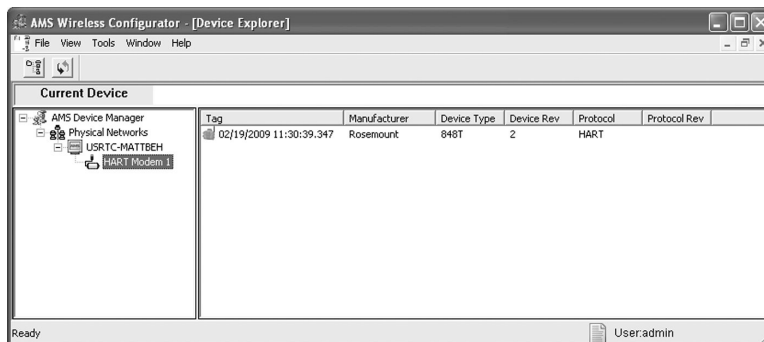 AMS Wireless Configurator - [Device Explorer]
File View Tools Window Help
Current Device
AMS Device Manager
Physical Networks
USRTC-MATTBEH
HART Modem 1
Tag Manufacturer Device Type Device Rev Protocol Protocol Rev
02/19/2009 11:30:39.347 Rosemount 848T 2 HART
Ready User:admin